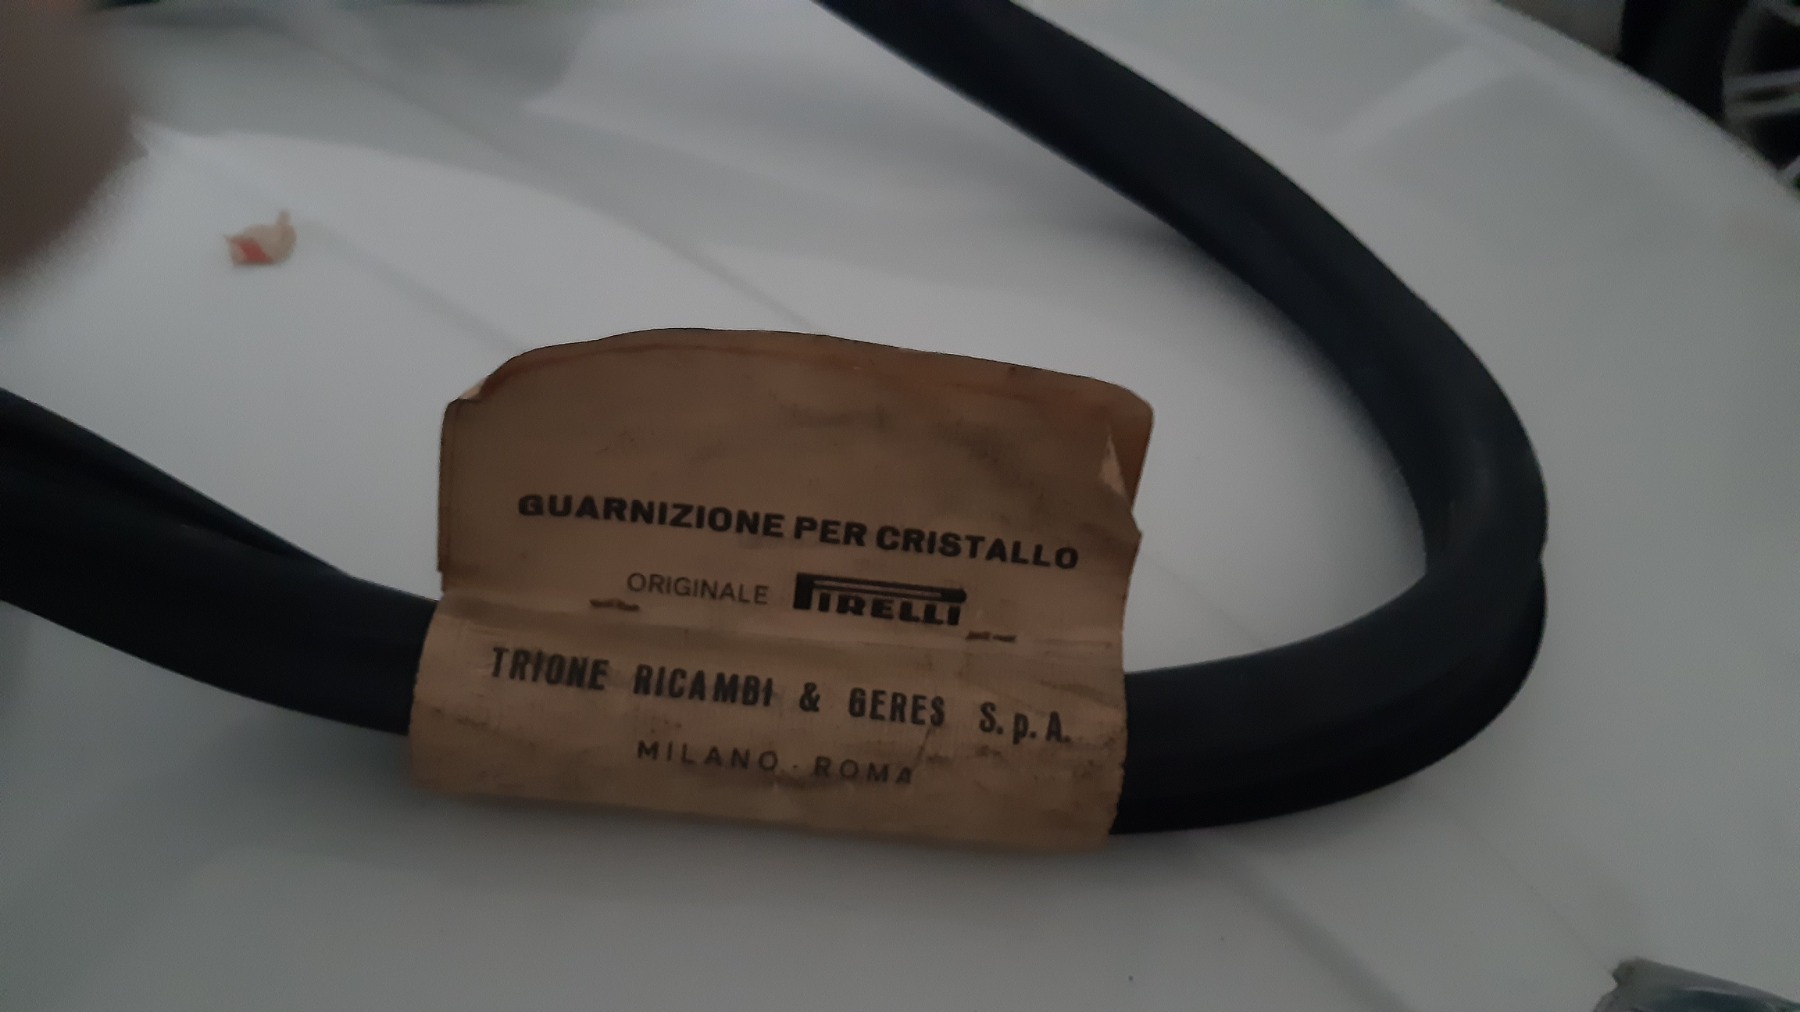 GUARNIZIONE PER CRISTALLO
ORIGINALE PIRELLI
TRIONE RICAMBI & GERES S.p.A.
MILANO - ROMA